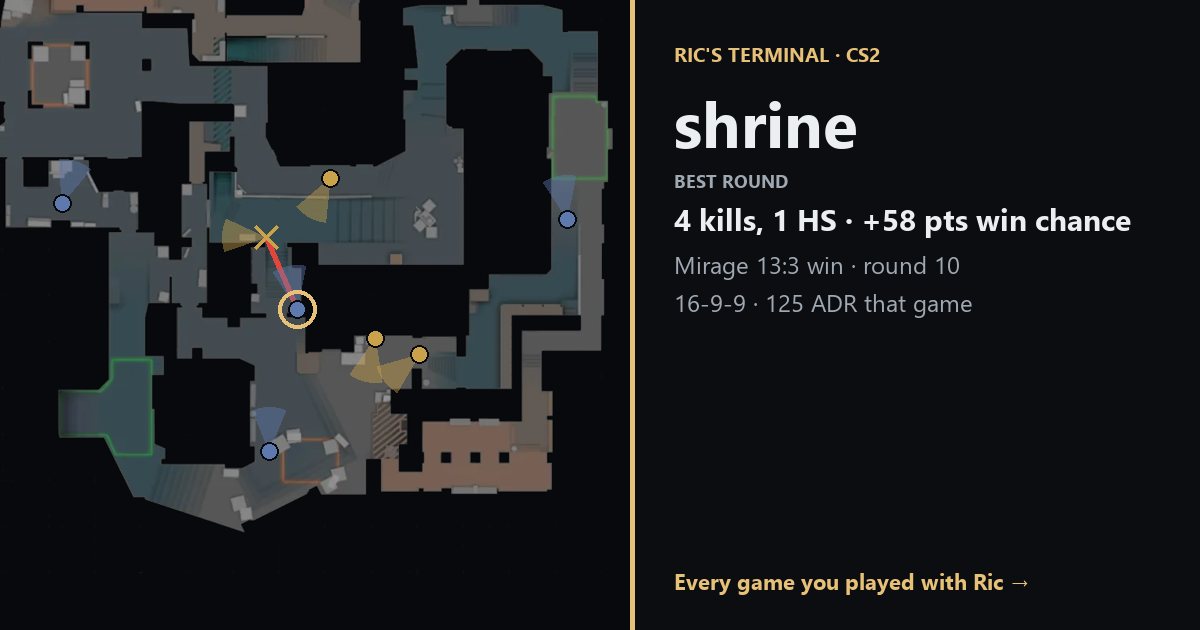 RIC'S TERMINAL · CS2
shrine
BEST ROUND
4 kills, 1 HS · +58 pts win chance
Mirage 13:3 win · round 10
16-9-9 · 125 ADR that game
Every game you played with Ric →